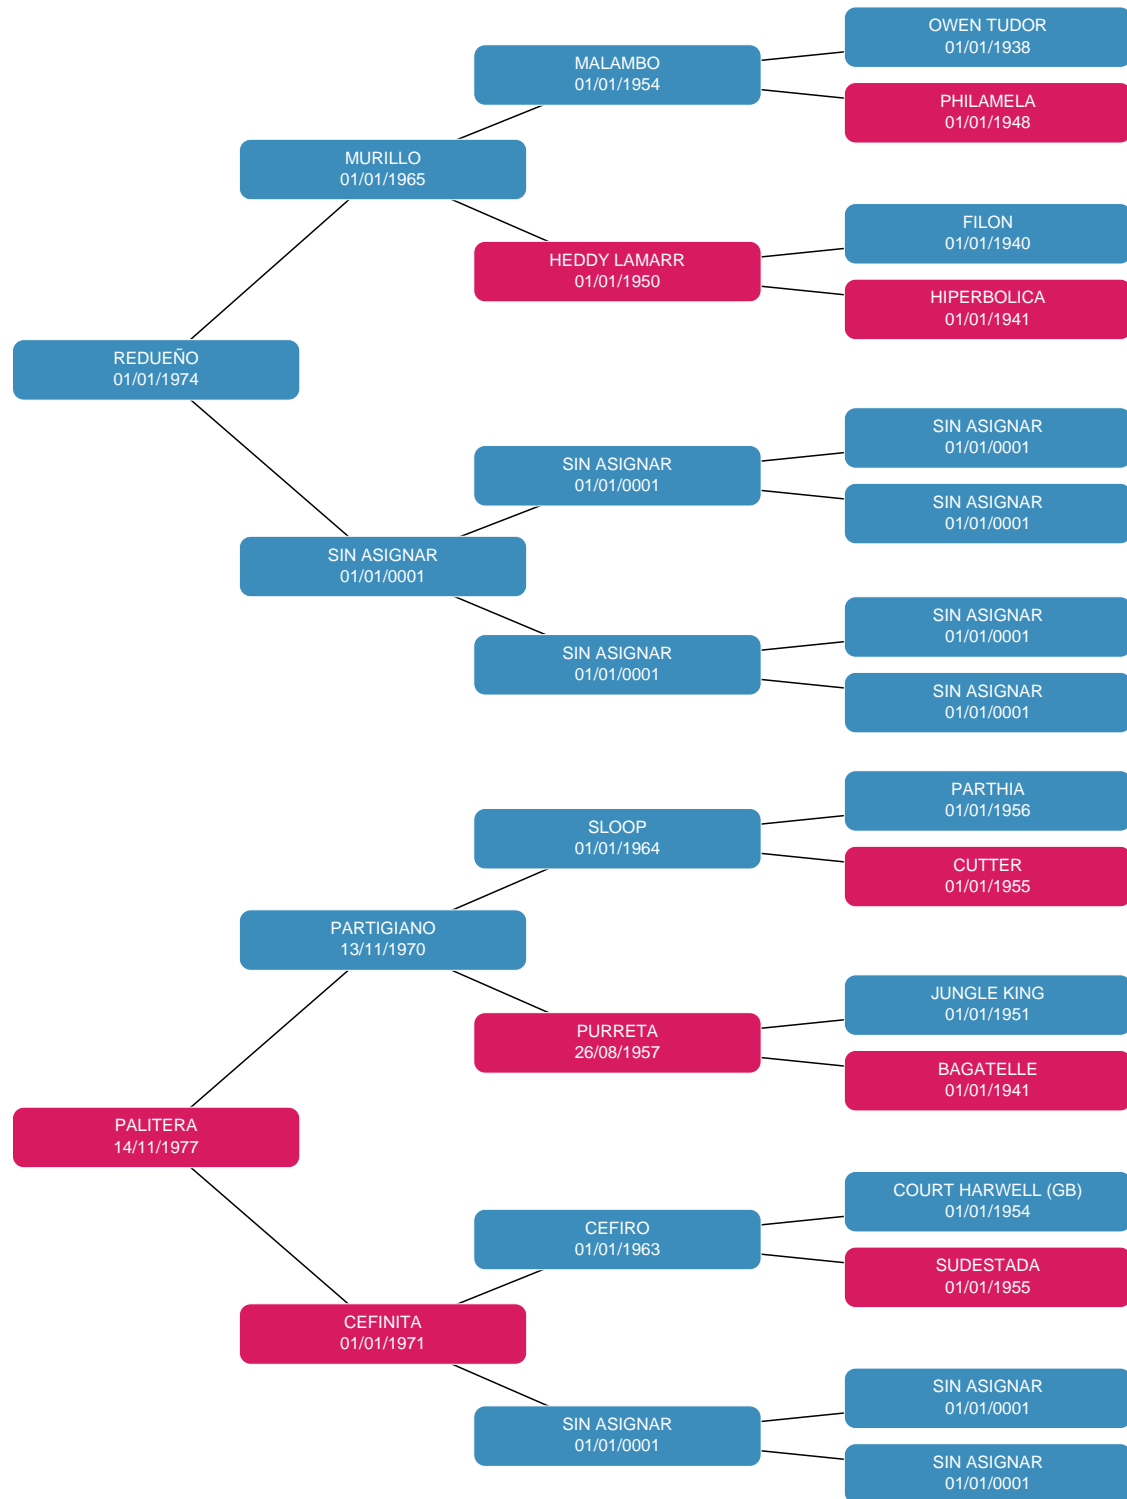 OWEN TUDOR
01/01/1938
MALAMBO
01/01/1954
PHILAMELA
01/01/1948
MURILLO
01/01/1965
FILON
01/01/1940
HEDDY LAMARR
01/01/1950
HIPERBOLICA
01/01/1941
REDUEÑO
01/01/1974
SIN ASIGNAR
01/01/0001
SIN ASIGNAR
01/01/0001
SIN ASIGNAR
01/01/0001
SIN ASIGNAR
01/01/0001
SIN ASIGNAR
01/01/0001
SIN ASIGNAR
01/01/0001
SIN ASIGNAR
01/01/0001
PARTHIA
01/01/1956
SLOOP
01/01/1964
CUTTER
01/01/1955
PARTIGIANO
13/11/1970
JUNGLE KING
01/01/1951
PURRETA
26/08/1957
BAGATELLE
01/01/1941
PALITERA
14/11/1977
COURT HARWELL (GB)
01/01/1954
CEFIRO
01/01/1963
SUDESTADA
01/01/1955
CEFINITA
01/01/1971
SIN ASIGNAR
01/01/0001
SIN ASIGNAR
01/01/0001
SIN ASIGNAR
01/01/0001